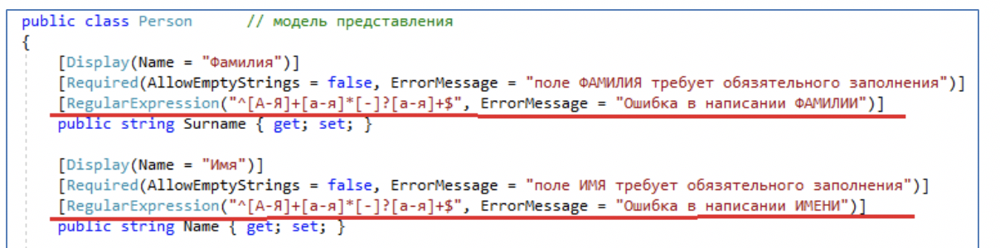 public class Person // модель представления
{
[Display(Name = "Фамилия")]
[Required(AllowEmptyStrings = false, ErrorMessage = "поле ФАМИЛИЯ требует обязательного заполнения")]
[RegularExpression("^[А-Я]+[а-я]*[-]?[а-я]+$", ErrorMessage = "Ошибка в написании ФАМИЛИИ")]
public string Surname { get; set; }
[Display(Name = "Имя")]
[Required(AllowEmptyStrings = false, ErrorMessage = "поле ИМЯ требует обязательного заполнения")]
[RegularExpression("^[А-Я]+[а-я]*[-]?[а-я]+$", ErrorMessage = "Ошибка в написании ИМЕНИ")]
public string Name { get; set; }